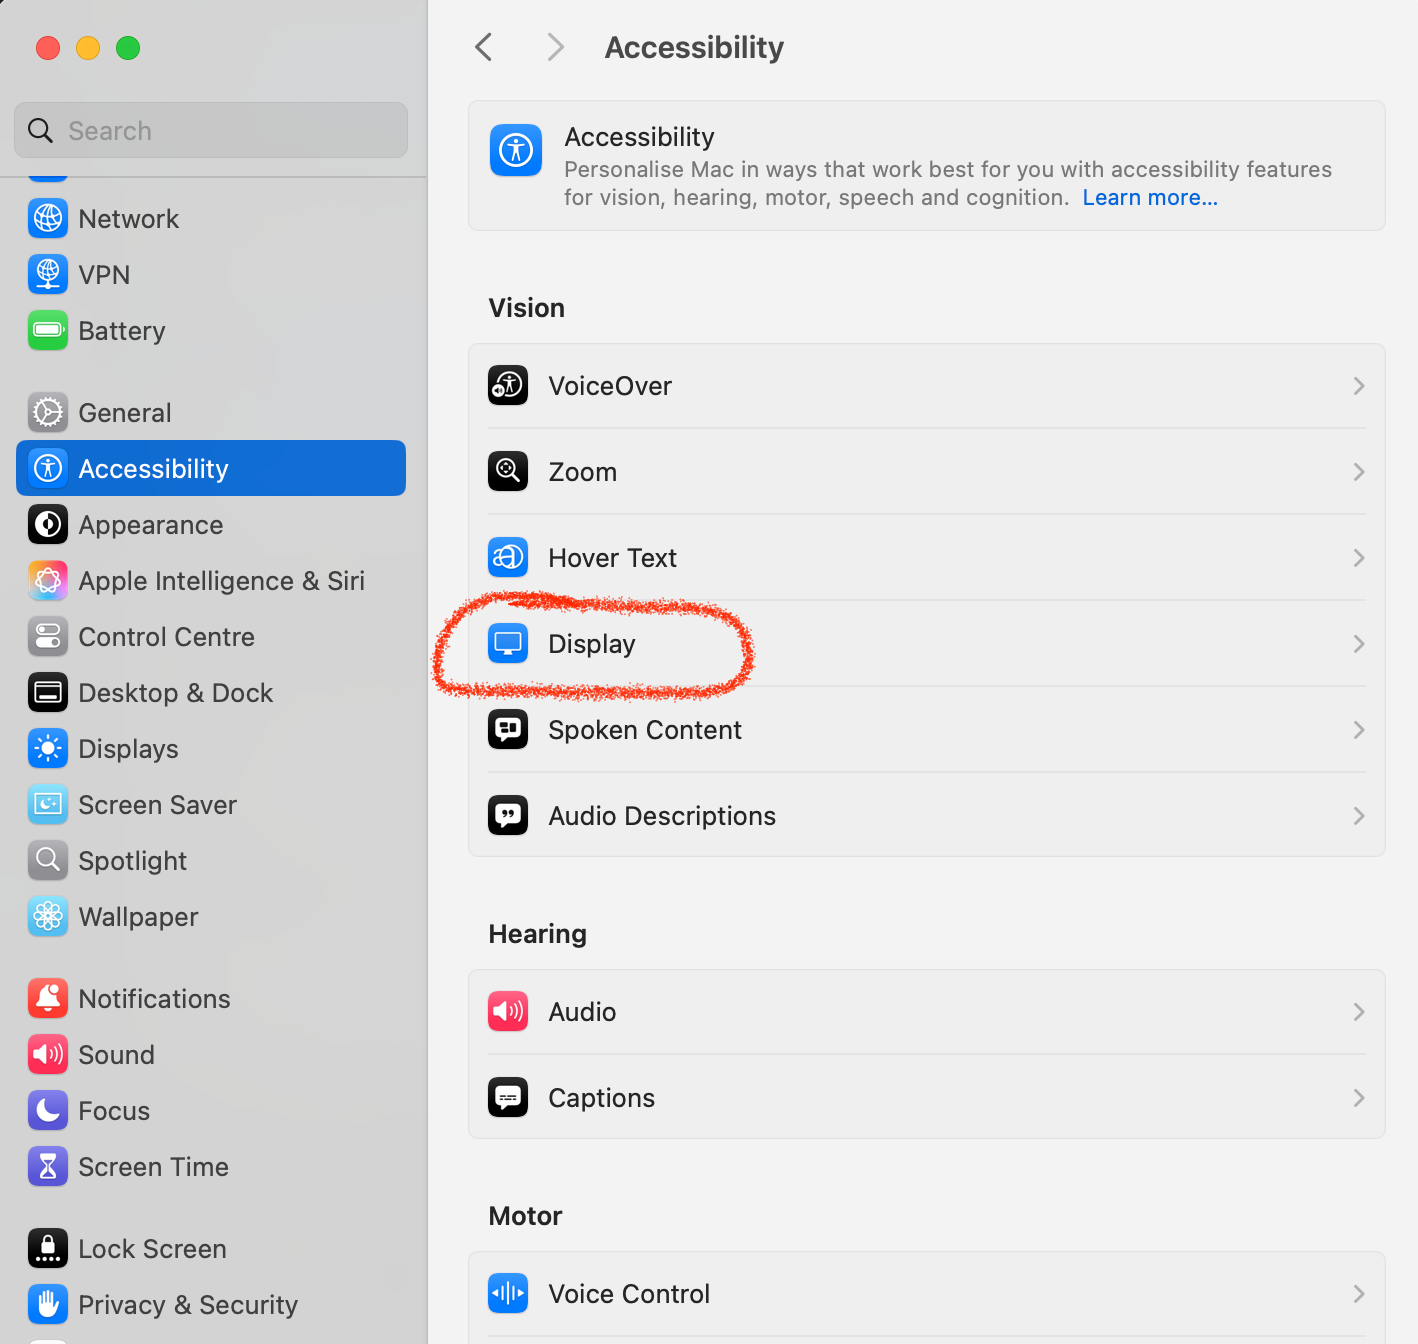 Search
Network
VPN
Battery
General
Accessibility
Appearance
Apple Intelligence & Siri
Control Centre
Desktop & Dock
Displays
Screen Saver
Spotlight
Wallpaper
Notifications
Sound
Focus
Screen Time
Lock Screen
Privacy & Security
Accessibility
Accessibility
Personalise Mac in ways that work best for you with accessibility features
for vision, hearing, motor, speech and cognition. Learn more...
Vision
VoiceOver
Zoom
Hover Text
Display
Spoken Content
Audio Descriptions
Hearing
Audio
Captions
Motor
Voice Control